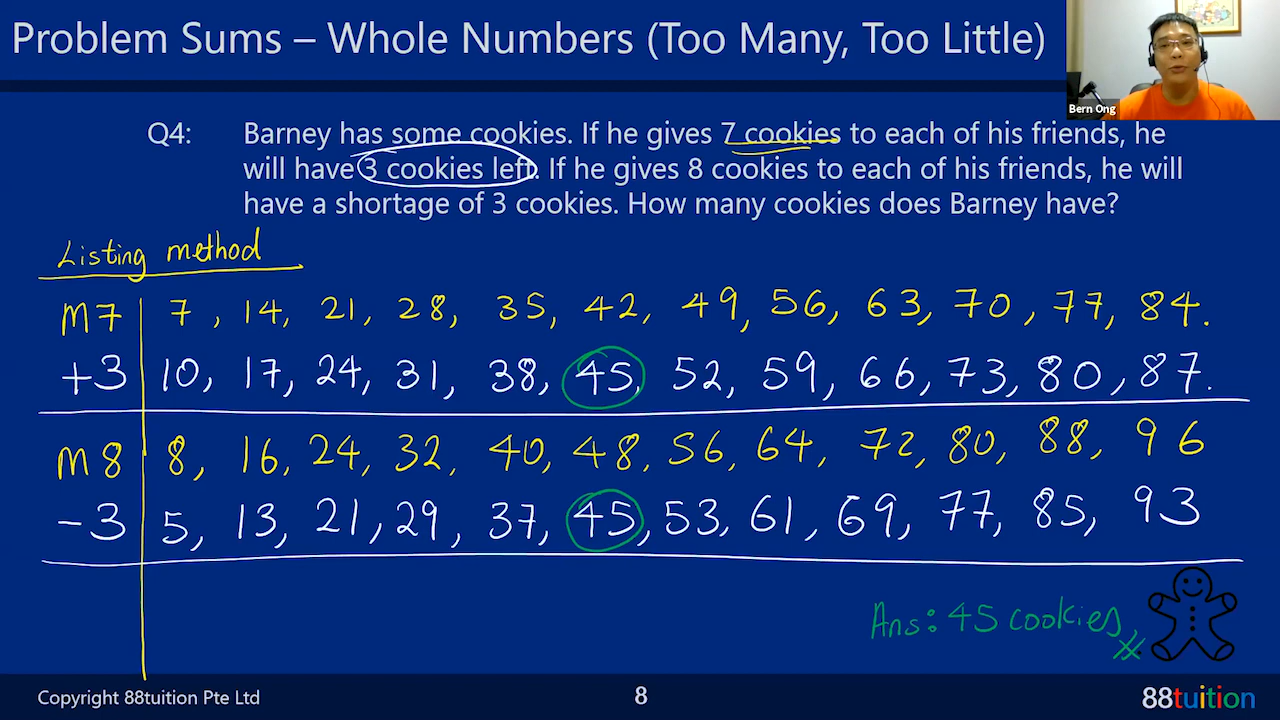 Problem Sums – Whole Numbers (Too Many, Too Little)
Bern Ong
Q4: Barney has some cookies. If he gives 7 cookies to each of his friends, he
will have 3 cookies left. If he gives 8 cookies to each of his friends, he will
have a shortage of 3 cookies. How many cookies does Barney have?
Listing method
M7 7, 14, 21, 28, 35, 42, 49, 56, 63, 70, 77, 84.
+3 10, 17, 24, 31, 38, 45, 52, 59, 66, 73, 80, 87.
M8 8, 16, 24, 32, 40, 48, 56, 64, 72, 80, 88, 96
-3 5, 13, 21, 29, 37, 45, 53, 61, 69, 77, 85, 93
Ans: 45 cookies
Copyright 88tuition Pte Ltd
8
88tuition